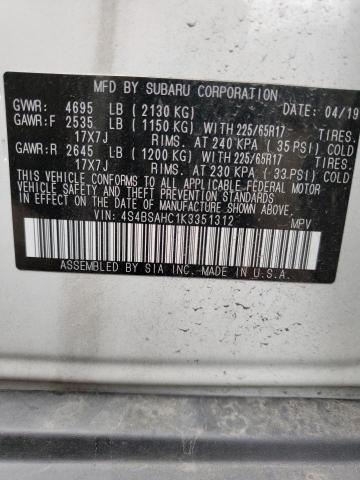 MFD BY SUBARU CORPORATION
GVWR: 4695 LB ( 2130 KG) DATE: 04/19
GAWR:F 2535 LB ( 1150 KG) WITH 225/65R17 TIRES.
17X7J RIMS. AT 240 KPA ( 35 PSI) COLD
GAWR:R 2645 LB ( 1200 KG) WITH 225/65R17 TIRES.
17X7J RIMS. AT 230 KPA ( 33 PSI) COLD
THIS VEHICLE CONFORMS TO ALL APPLICABLE FEDERAL MOTOR
VEHICLE SAFETY AND THEFT PREVENTION STANDARDS
IN EFFECT ON THE DATE OF MANUFACTURE SHOWN ABOVE.
VIN: 4S4BSAHC1K3351312 MPV
ASSEMBLED BY SIA INC.-MADE IN U.S.A.